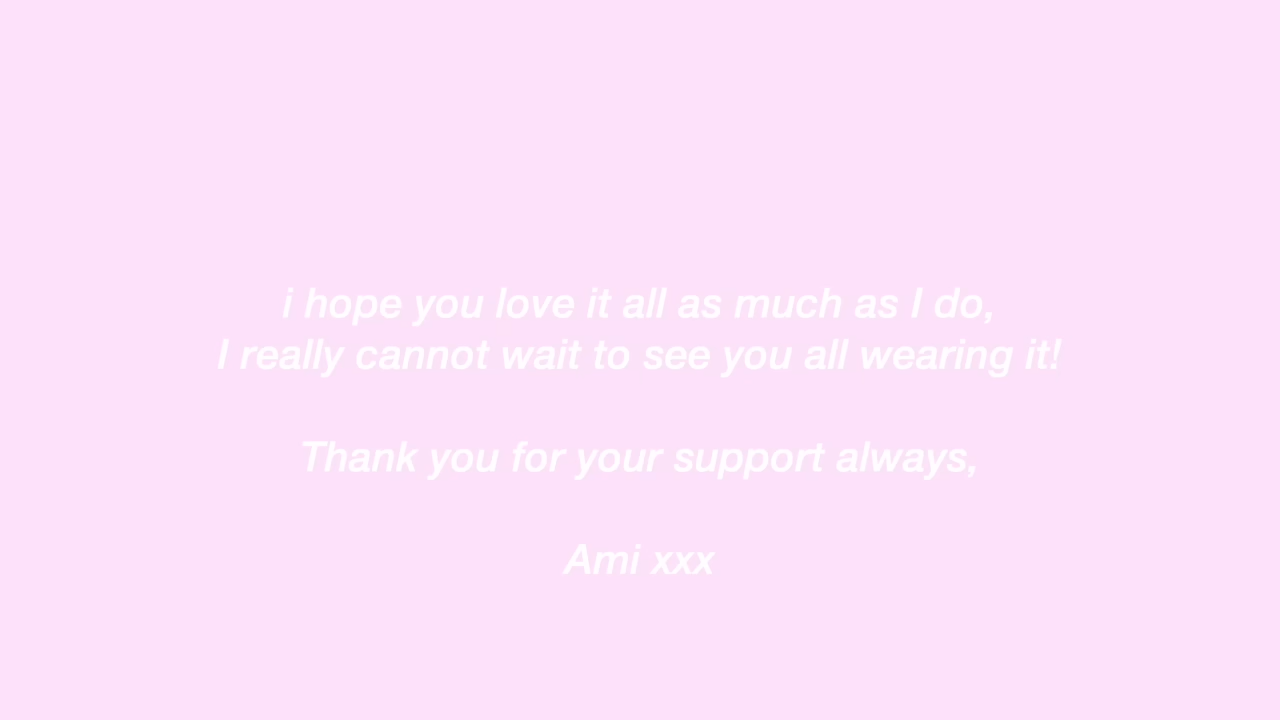 i hope you love it all as much as I do,
I really cannot wait to see you all wearing it!
Thank you for your support always,
Ami xxx